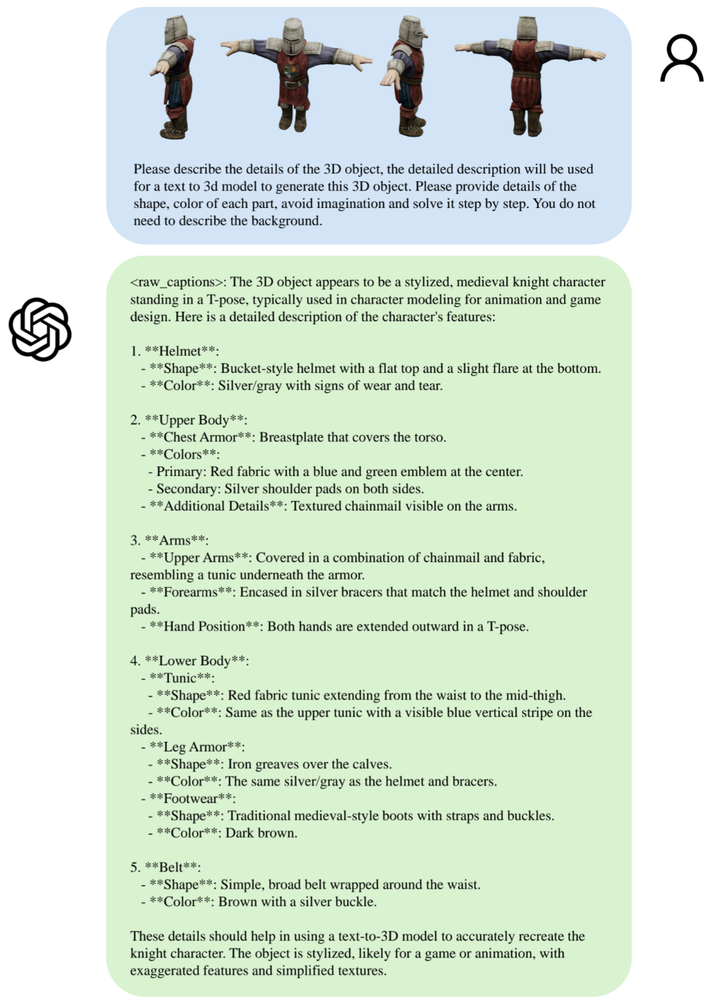 Please describe the details of the 3D object, the detailed description will be used
for a text to 3d model to generate this 3D object. Please provide details of the
shape, color of each part, avoid imagination and solve it step by step. You do not
need to describe the background.
<raw_captions>: The 3D object appears to be a stylized, medieval knight character
standing in a T-pose, typically used in character modeling for animation and game
design. Here is a detailed description of the character's features:
1. **Helmet**:
- **Shape**: Bucket-style helmet with a flat top and a slight flare at the bottom.
- **Color**: Silver/gray with signs of wear and tear.
2. **Upper Body**:
- **Chest Armor**: Breastplate that covers the torso.
- **Colors**:
- Primary: Red fabric with a blue and green emblem at the center.
- Secondary: Silver shoulder pads on both sides.
- **Additional Details**: Textured chainmail visible on the arms.
3. **Arms**:
- **Upper Arms**: Covered in a combination of chainmail and fabric,
resembling a tunic underneath the armor.
- **Forearms**: Encased in silver bracers that match the helmet and shoulder
pads.
- **Hand Position**: Both hands are extended outward in a T-pose.
4. **Lower Body**:
- **Tunic**:
- **Shape**: Red fabric tunic extending from the waist to the mid-thigh.
- **Color**: Same as the upper tunic with a visible blue vertical stripe on the
sides.
- **Leg Armor**:
- **Shape**: Iron greaves over the calves.
- **Color**: The same silver/gray as the helmet and bracers.
- **Footwear**:
- **Shape**: Traditional medieval-style boots with straps and buckles.
- **Color**: Dark brown.
5. **Belt**:
- **Shape**: Simple, broad belt wrapped around the waist.
- **Color**: Brown with a silver buckle.
These details should help in using a text-to-3D model to accurately recreate the
knight character. The object is stylized, likely for a game or animation, with
exaggerated features and simplified textures.